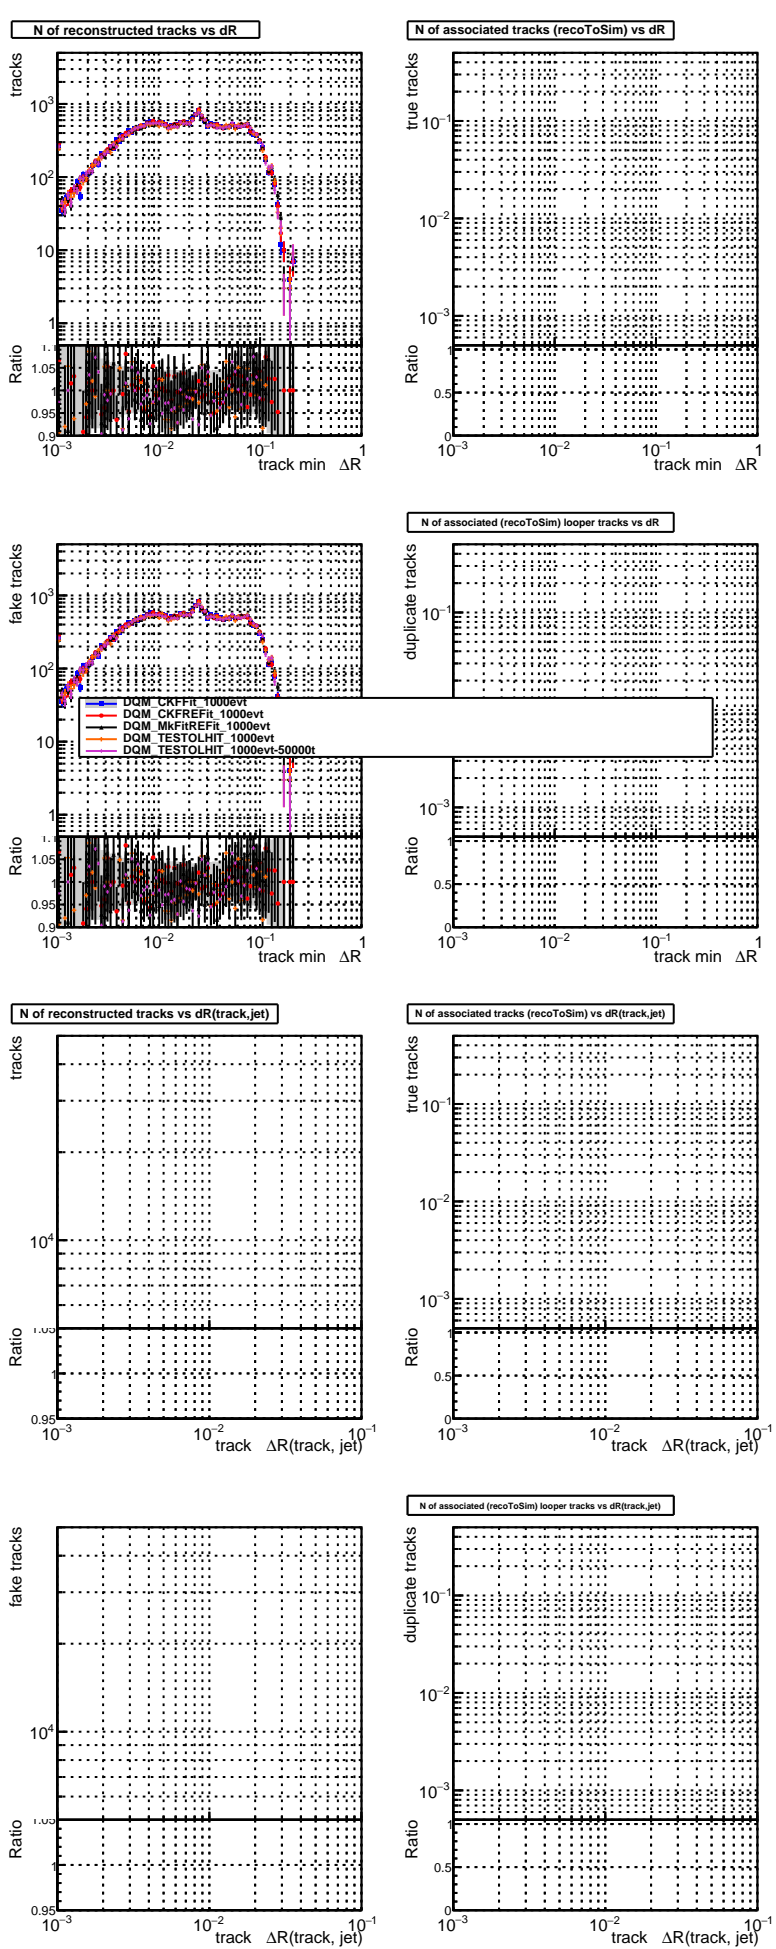 N of reconstructed tracks vs dR
tracks
10³
10²
10
1
Ratio
1.05
1
0.95
0.9
10⁻³ 10⁻² 10⁻¹ 1
track min ΔR
N of associated tracks (recoToSim) vs dR
true tracks
10⁻¹
10⁻²
10⁻³
Ratio
1
0.5
0
10⁻³ 10⁻² 10⁻¹ 1
track min ΔR
fake tracks
10³
10²
10
1
Ratio
1.05
1
0.95
0.9
10⁻³ 10⁻² 10⁻¹ 1
track min ΔR
N of associated (recoToSim) looper tracks vs dR
duplicate tracks
10⁻¹
10⁻³
Ratio
1
0.5
0
10⁻³ 10⁻² 10⁻¹ 1
track min ΔR
DQM_CKFFit_1000evt
DQM_CKFREFit_1000evt
DQM_MkFitREFit_1000evt
DQM_TESTOLHIT_1000evt
DQM_TESTOLHIT_1000evt-50000t
N of reconstructed tracks vs dR(track,jet)
tracks
10⁴
Ratio
1.05
1
0.95
10⁻³ 10⁻² 10⁻¹
track ΔR(track, jet)
N of associated tracks (recoToSim) vs dR(track,jet)
true tracks
10⁻¹
10⁻²
10⁻³
Ratio
1
0.5
0
10⁻³ 10⁻² 10⁻¹
track ΔR(track, jet)
fake tracks
10⁴
Ratio
1.05
1
0.95
10⁻³ 10⁻² 10⁻¹
track ΔR(track, jet)
N of associated (recoToSim) looper tracks vs dR(track,jet)
duplicate tracks
10⁻¹
10⁻²
10⁻³
Ratio
1
0.5
0
10⁻³ 10⁻² 10⁻¹
track ΔR(track, jet)